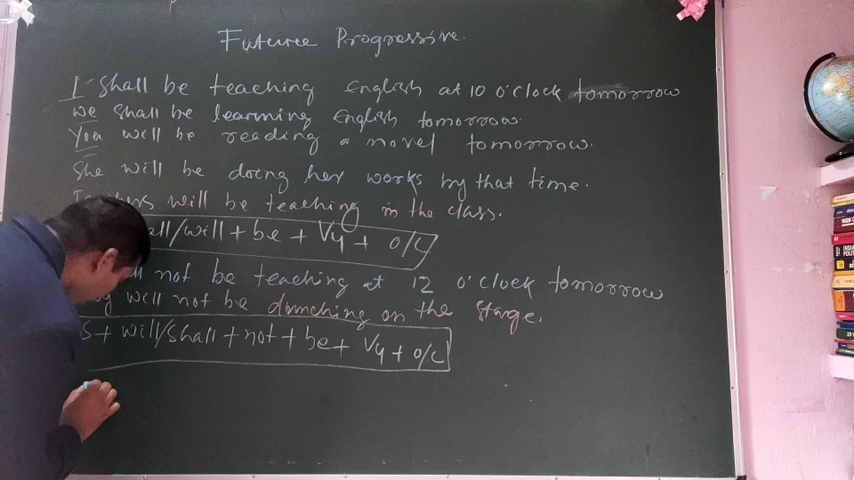 Future Progressive.
I shall be teaching English at 10 o'clock tomorrow
we shall be learning English tomorrow.
You will be reading a novel tomorrow.
She will be doing her works by that time.
will be teaching in the class.
/will + be + V4 + O/C
not be teaching at 12 o'clock tomorrow
will not be dancing on the stage.
S + will/shall + not + be + V4 + O/C